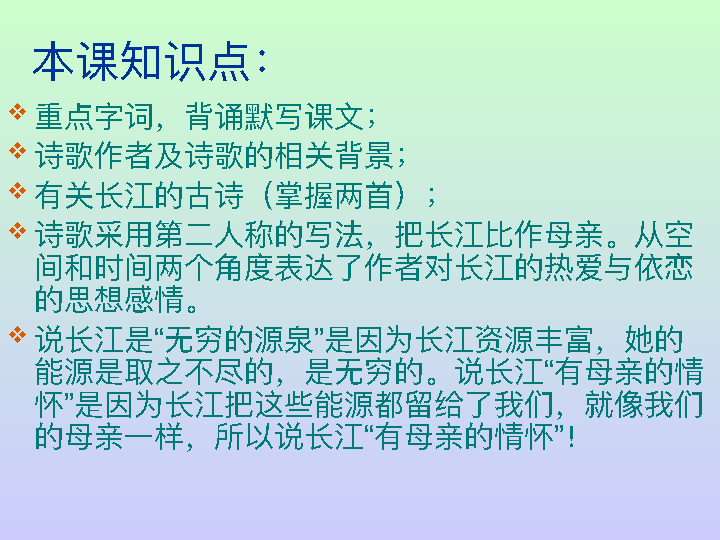 本课知识点：
重点字词，背诵默写课文；
诗歌作者及诗歌的相关背景；
有关长江的古诗（掌握两首）；
诗歌采用第二人称的写法，把长江比作母亲。从空
间和时间两个角度表达了作者对长江的热爱与依恋
的思想感情。
说长江是“无穷的源泉”是因为长江资源丰富，她的
能源是取之不尽的，是无穷的。说长江“有母亲的情
怀”是因为长江把这些能源都留给了我们，就像我们
的母亲一样，所以说长江“有母亲的情怀”！